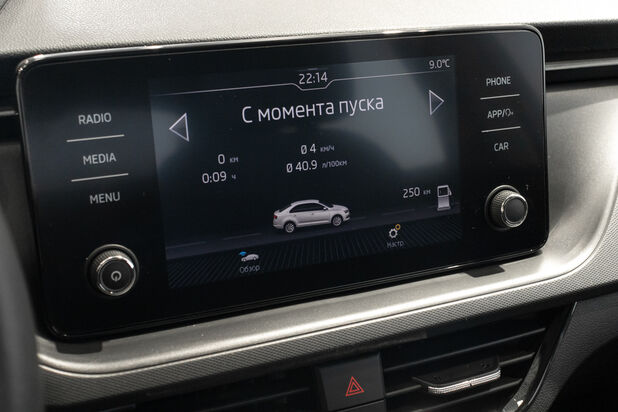 22:14
9.0°C
С момента пуска
RADIO
MEDIA
MENU
0 км
0:09 ч
Ø 4 км/ч
Ø 40.9 л/100км
250 км
Обзор
Настр.
PHONE
APP/
CAR